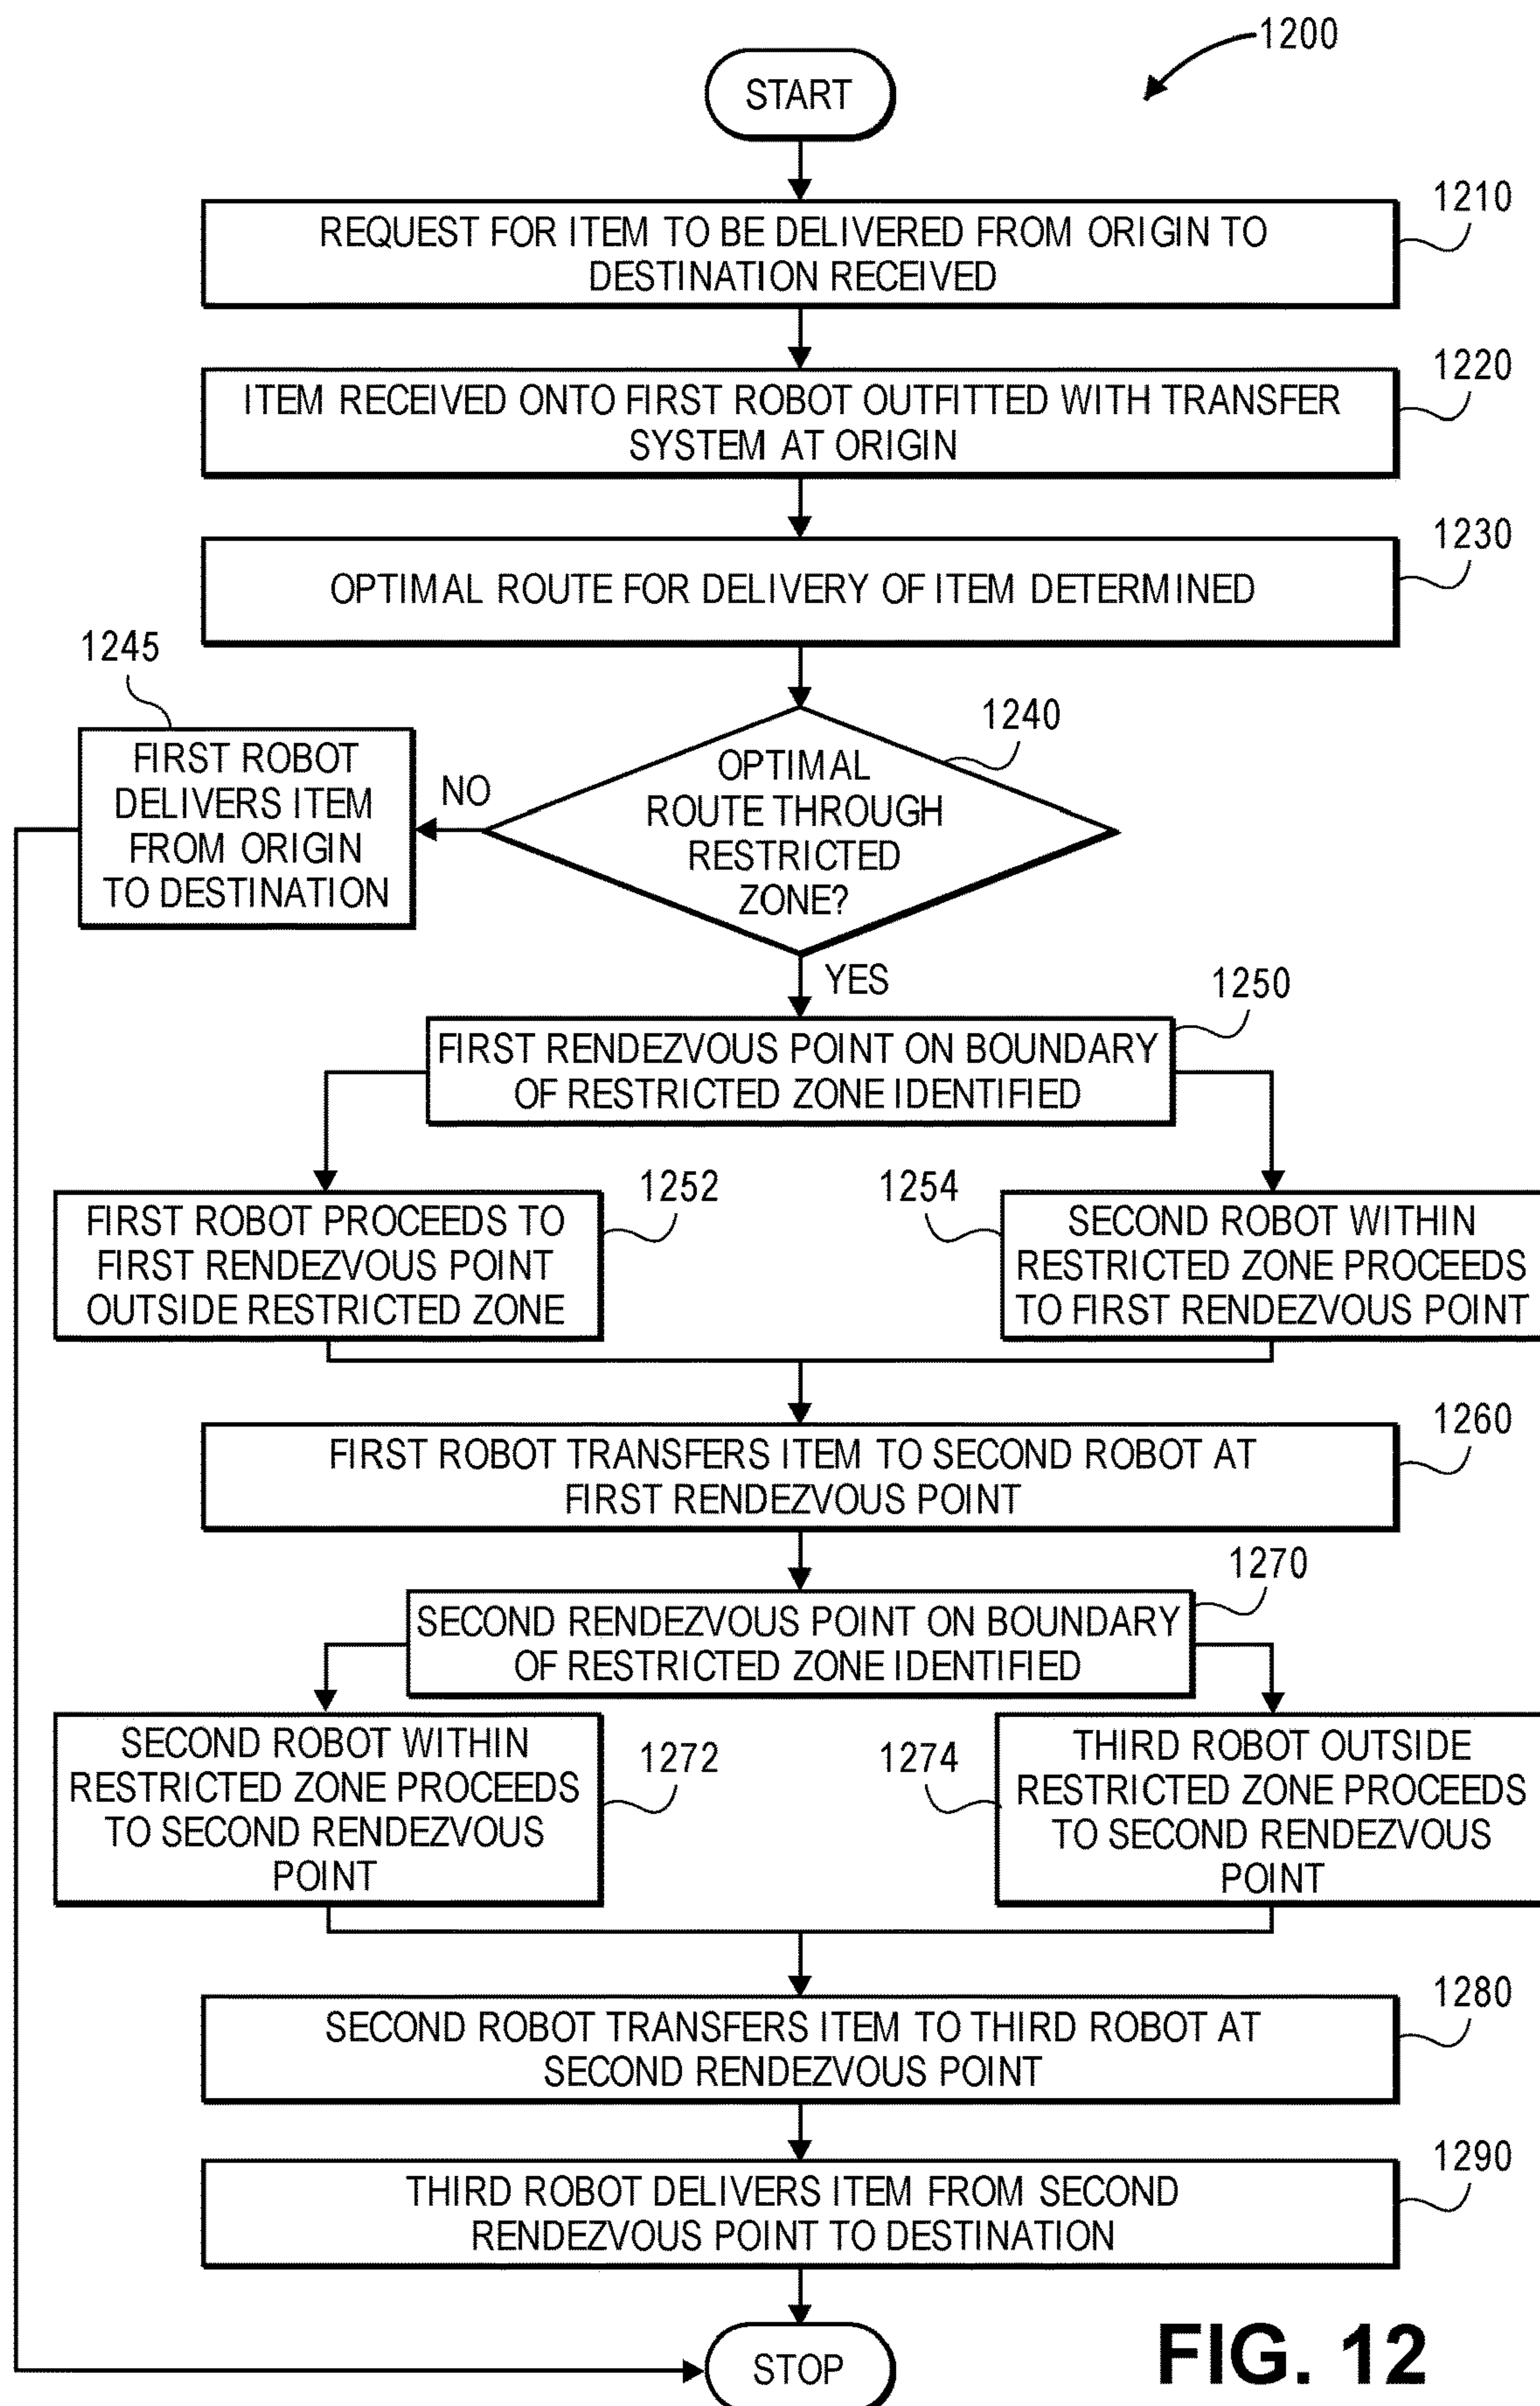 1200
START
1210
REQUEST FOR ITEM TO BE DELIVERED FROM ORIGIN TO
DESTINATION RECEIVED
1220
ITEM RECEIVED ONTO FIRST ROBOT OUTFITTED WITH TRANSFER
SYSTEM AT ORIGIN
1230
OPTIMAL ROUTE FOR DELIVERY OF ITEM DETERMINED
1245
FIRST ROBOT
DELIVERS ITEM
FROM ORIGIN
TO DESTINATION
NO
1240
OPTIMAL
ROUTE THROUGH
RESTRICTED
ZONE?
YES
1250
FIRST RENDEZVOUS POINT ON BOUNDARY
OF RESTRICTED ZONE IDENTIFIED
1252
FIRST ROBOT PROCEEDS TO
FIRST RENDEZVOUS POINT
OUTSIDE RESTRICTED ZONE
1254
SECOND ROBOT WITHIN
RESTRICTED ZONE PROCEEDS
TO FIRST RENDEZVOUS POINT
1260
FIRST ROBOT TRANSFERS ITEM TO SECOND ROBOT AT
FIRST RENDEZVOUS POINT
1270
SECOND RENDEZVOUS POINT ON BOUNDARY
OF RESTRICTED ZONE IDENTIFIED
1272
SECOND ROBOT WITHIN
RESTRICTED ZONE PROCEEDS
TO SECOND RENDEZVOUS
POINT
1274
THIRD ROBOT OUTSIDE
RESTRICTED ZONE PROCEEDS
TO SECOND RENDEZVOUS
POINT
1280
SECOND ROBOT TRANSFERS ITEM TO THIRD ROBOT AT
SECOND RENDEZVOUS POINT
1290
THIRD ROBOT DELIVERS ITEM FROM SECOND
RENDEZVOUS POINT TO DESTINATION
STOP
FIG. 12